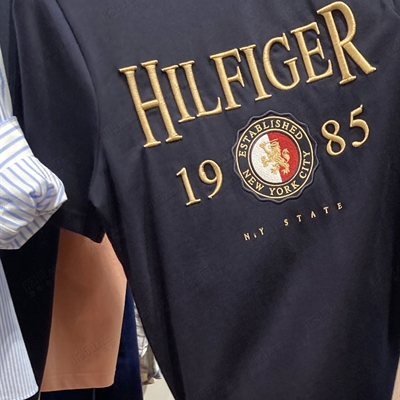 HILFIGER
19 85
ESTABLISHED
NEW YORK CITY
N.Y STATE